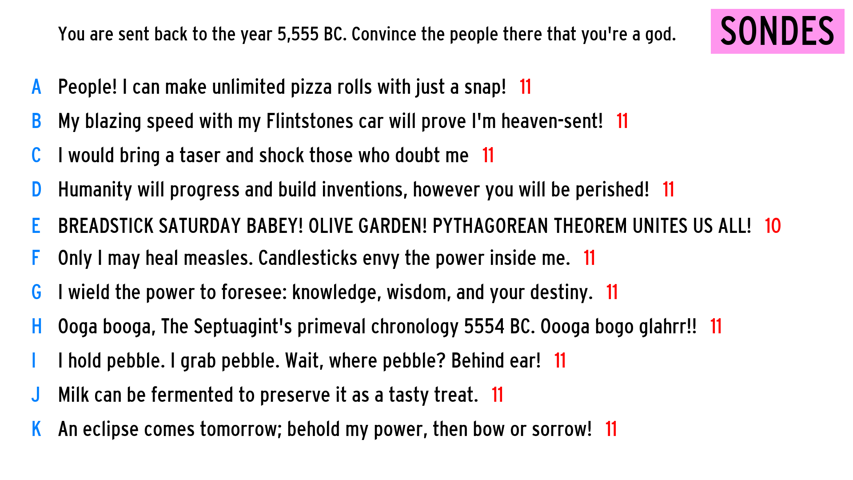 You are sent back to the year 5,555 BC. Convince the people there that you're a god.
SONDES
A People! I can make unlimited pizza rolls with just a snap! 11
B My blazing speed with my Flintstones car will prove I'm heaven-sent! 11
C I would bring a taser and shock those who doubt me 11
D Humanity will progress and build inventions, however you will be perished! 11
E BREADSTICK SATURDAY BABEY! OLIVE GARDEN! PYTHAGOREAN THEOREM UNITES US ALL! 10
F Only I may heal measles. Candlesticks envy the power inside me. 11
G I wield the power to foresee: knowledge, wisdom, and your destiny. 11
H Ooga booga, The Septuagint's primeval chronology 5554 BC. Oooga bogo glahrr!! 11
I I hold pebble. I grab pebble. Wait, where pebble? Behind ear! 11
J Milk can be fermented to preserve it as a tasty treat. 11
K An eclipse comes tomorrow; behold my power, then bow or sorrow! 11